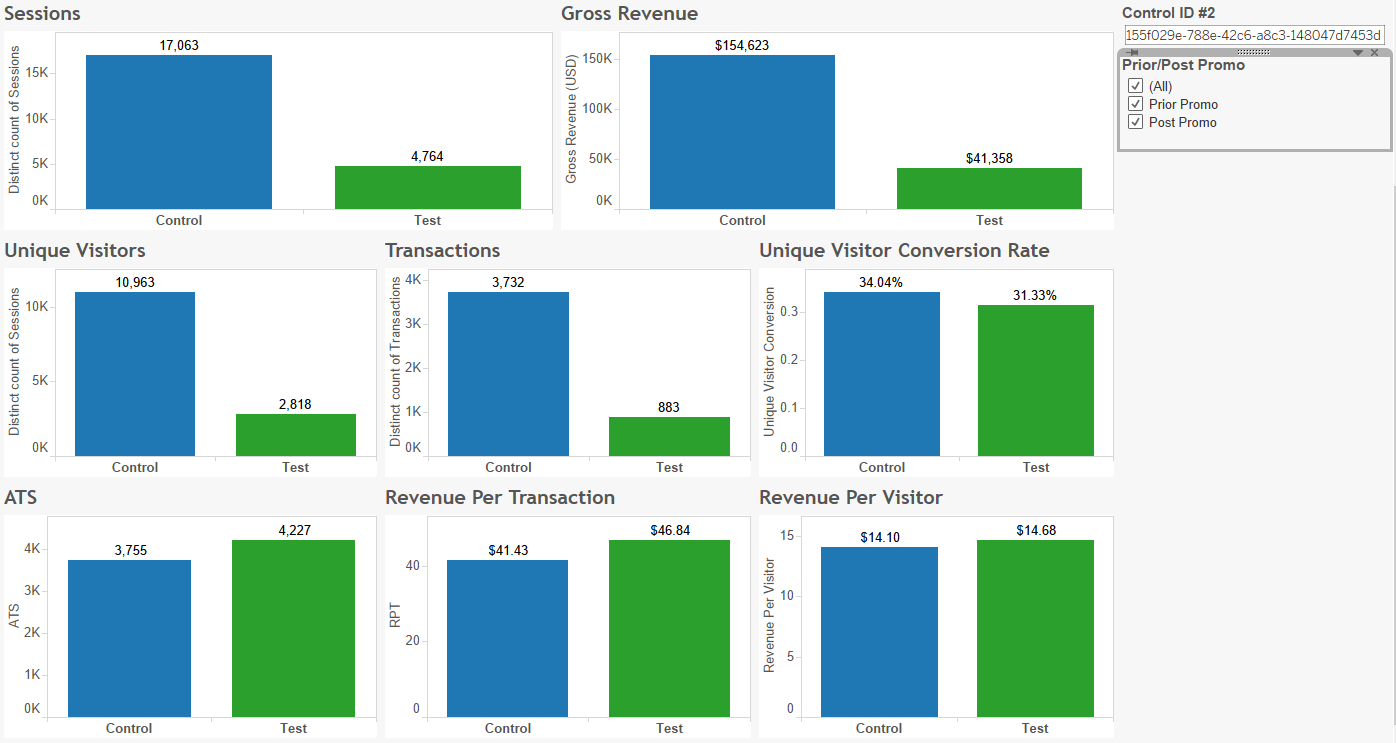 Sessions
Distinct count of Sessions
15K
10K
5K
0K
17,063
4,764
Control
Test
Gross Revenue
Gross Revenue (USD)
150K
100K
50K
0K
$154,623
$41,358
Control
Test
Control ID #2
155f029e-788e-42c6-a8c3-148047d7453d
Prior/Post Promo
(All)
Prior Promo
Post Promo
Unique Visitors
Distinct count of Sessions
10K
5K
0K
10,963
2,818
Control
Test
Transactions
Distinct count of Transactions
4K
3K
2K
1K
0K
3,732
883
Control
Test
Unique Visitor Conversion Rate
Unique Visitor Conversion
0.3
0.2
0.1
0.0
34.04%
31.33%
Control
Test
ATS
ATS
4K
3K
2K
1K
0K
3,755
4,227
Control
Test
Revenue Per Transaction
RPT
40
20
0
$41.43
$46.84
Control
Test
Revenue Per Visitor
Revenue Per Visitor
15
10
5
0
$14.10
$14.68
Control
Test